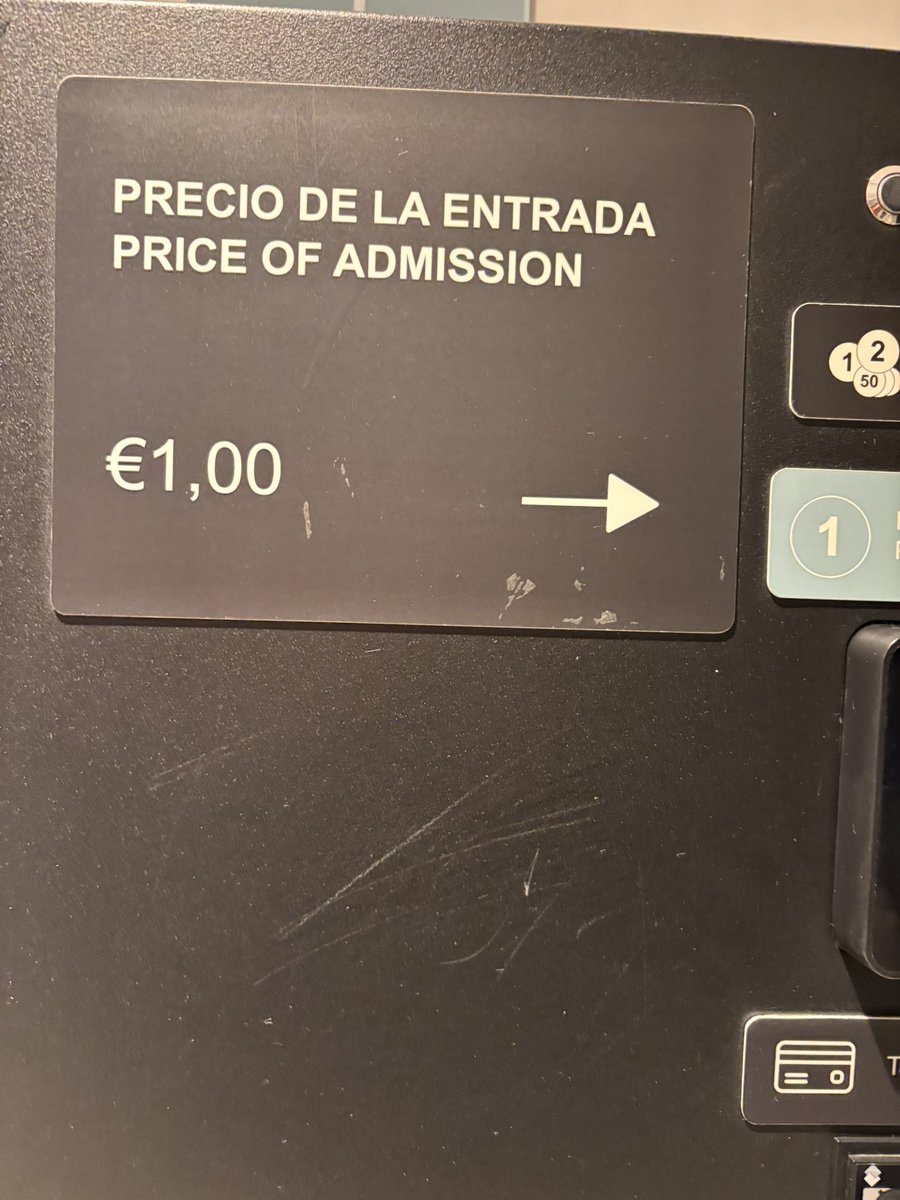 PRECIO DE LA ENTRADA
PRICE OF ADMISSION
€1,00
1 2
50
1